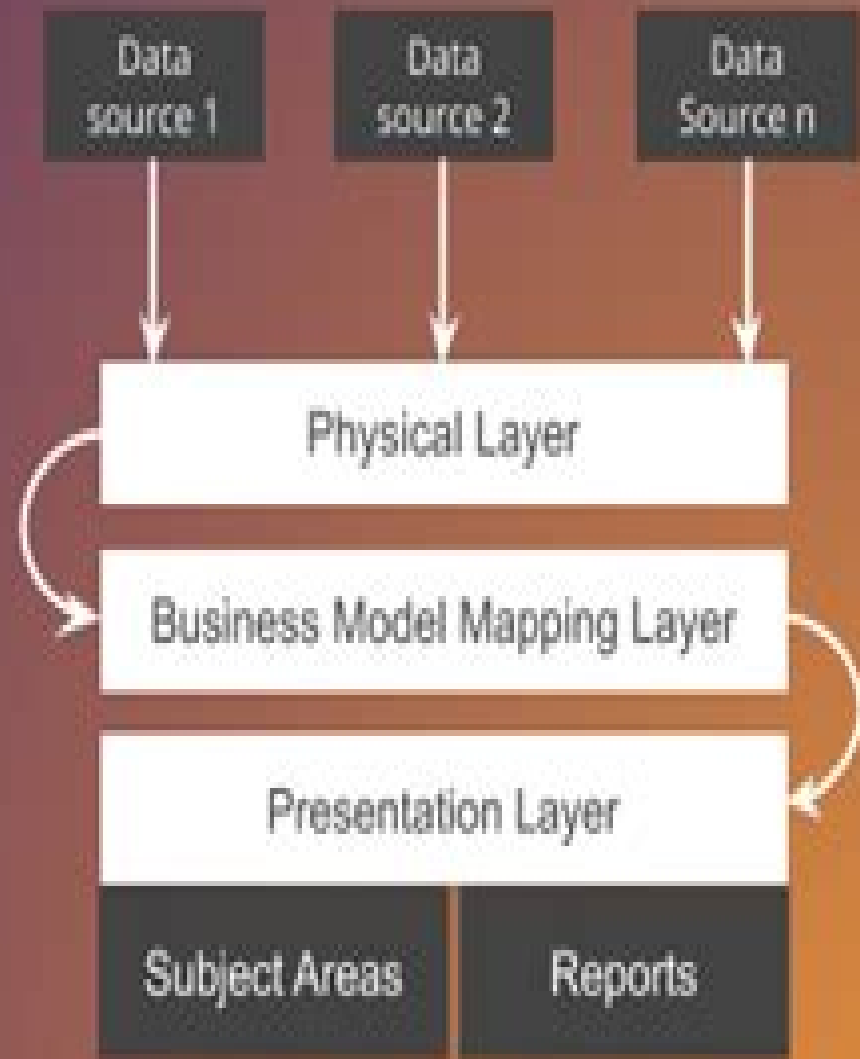 Data
source 1
Data
source 2
Data
Source n
Physical Layer
Business Model Mapping Layer
Presentation Layer
Subject Areas
Reports